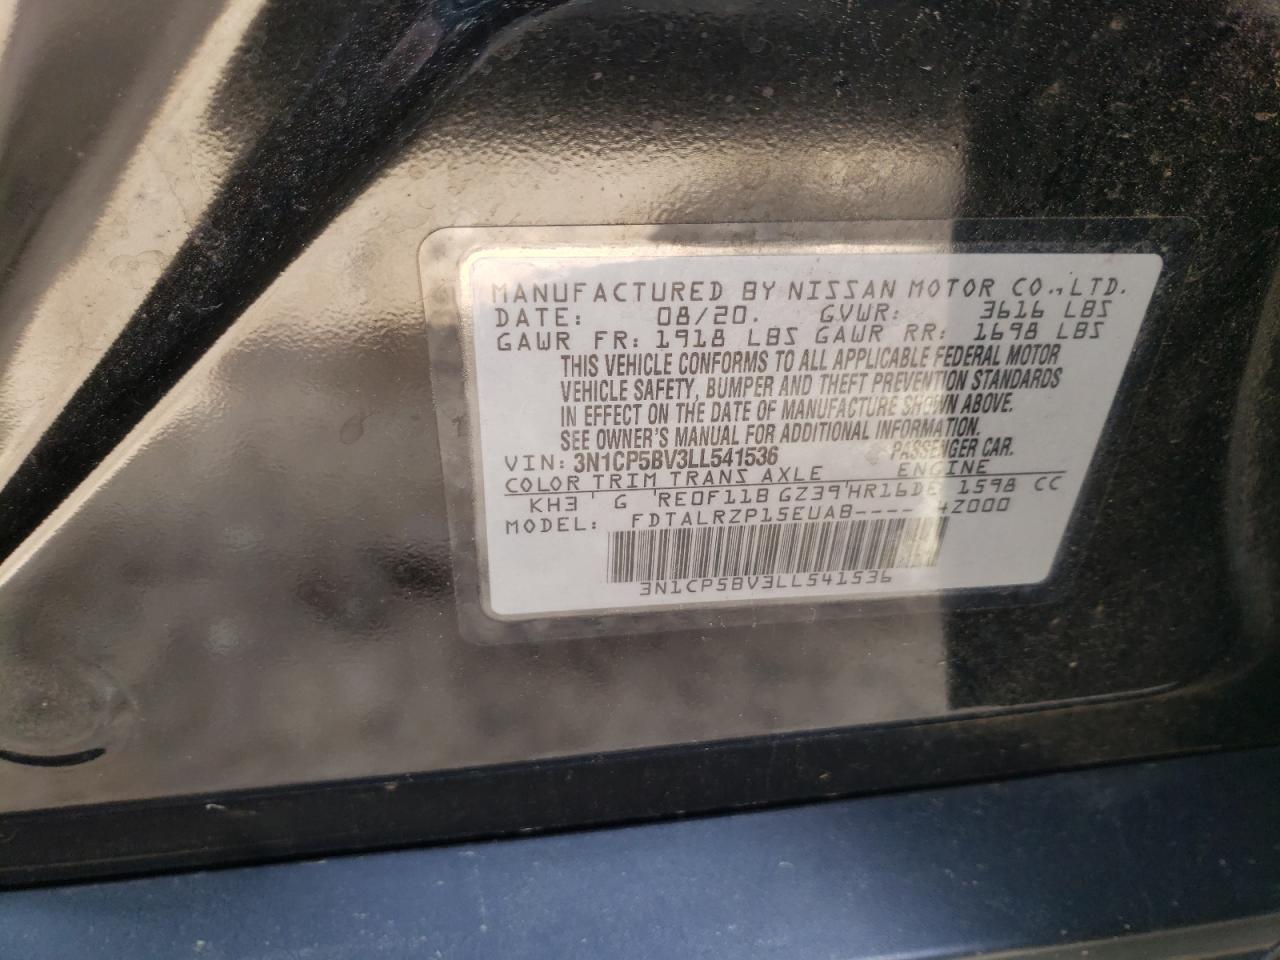 MANUFACTURED BY NISSAN MOTOR CO., LTD.
DATE: 08/20. GVWR: 3616 LBS
GAWR FR: 1918 LBS GAWR RR: 1698 LBS
THIS VEHICLE CONFORMS TO ALL APPLICABLE FEDERAL MOTOR
VEHICLE SAFETY, BUMPER AND THEFT PREVENTION STANDARDS
IN EFFECT ON THE DATE OF MANUFACTURE SHOWN ABOVE.
SEE OWNER'S MANUAL FOR ADDITIONAL INFORMATION.
VIN: 3N1CP5BV3LL541536 PASSENGER CAR.
COLOR TRIM TRANS AXLE ENGINE
KH3 G RE0F11B GZ39 HR16DE 1598 CC
MODEL: FDTALRZP15EUAB---- 4Z000
3N1CP5BV3LL541536